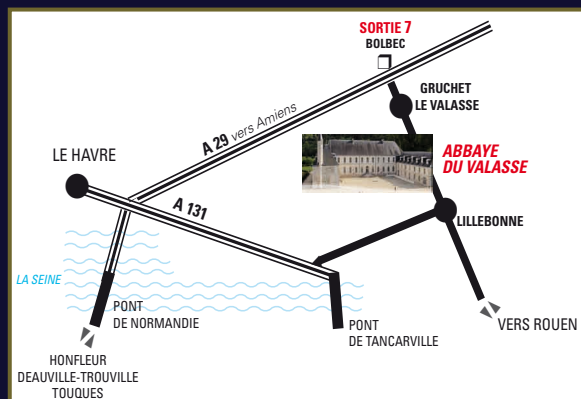 SORTIE 7
BOLBEC
GRUCHET
LE VALASSE
A 29 vers Amiens
ABBAYE
DU VALASSE
LE HAVRE
A 131
LILLEBONNE
LA SEINE
PONT
DE NORMANDIE
PONT
DE TANCARVILLE
VERS ROUEN
HONFLEUR
DEAUVILLE-TROUVILLE
TOUQUES